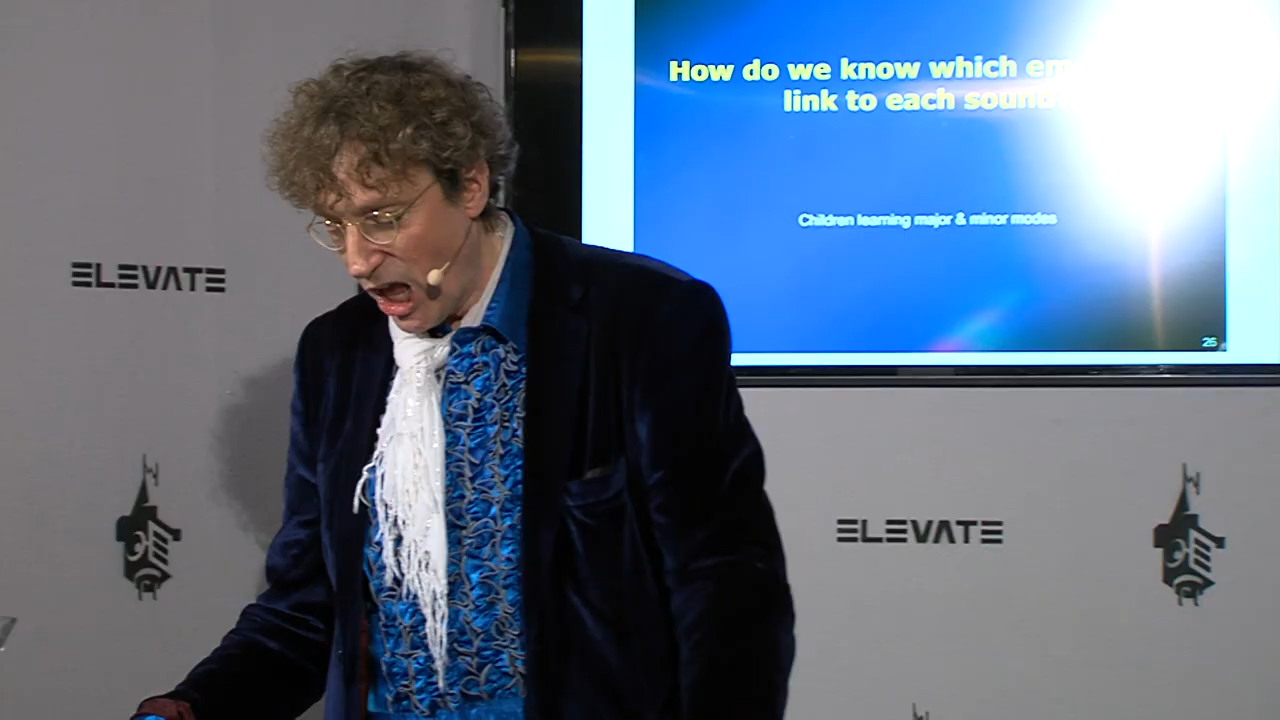 How do we know which
link to each sound
Children learning major & minor modes
26
ELEVATE
ELEVATE